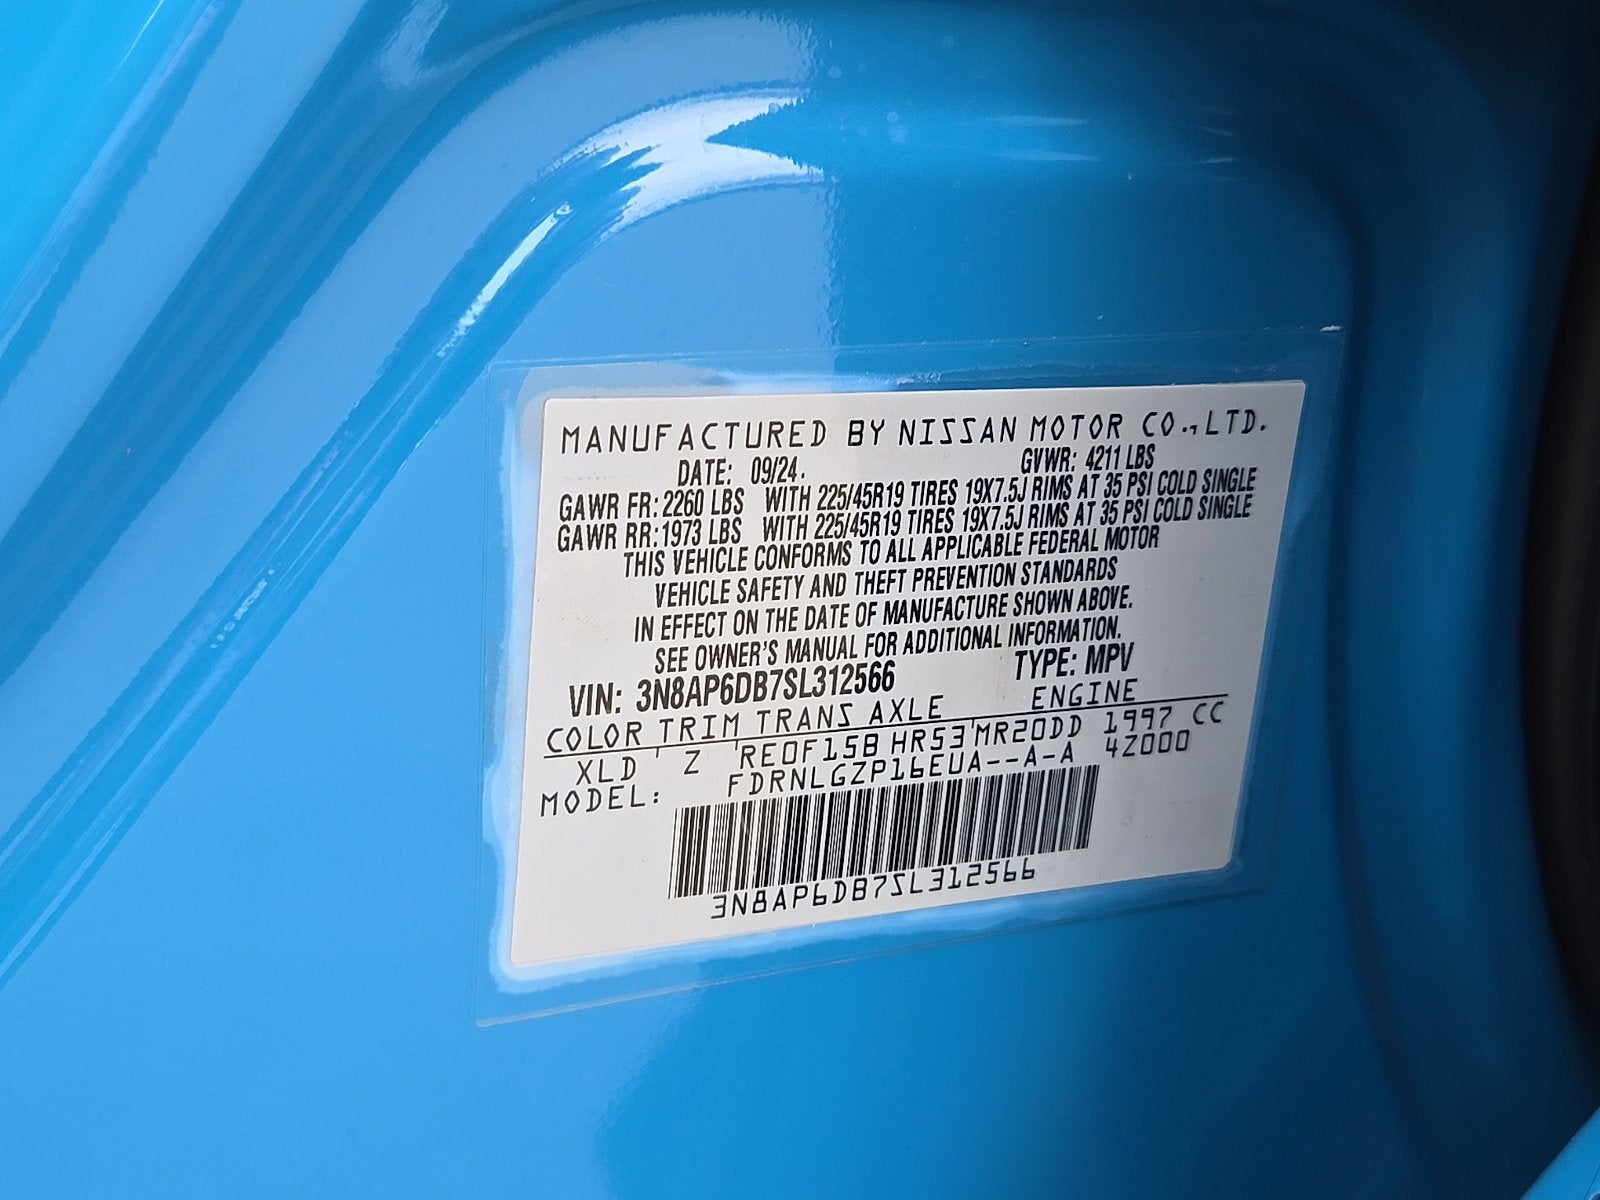 MANUFACTURED BY NISSAN MOTOR CO.,LTD.
DATE: 09/24. GVWR: 4211 LBS
GAWR FR: 2260 LBS WITH 225/45R19 TIRES 19X7.5J RIMS AT 35 PSI COLD SINGLE
GAWR RR: 1973 LBS WITH 225/45R19 TIRES 19X7.5J RIMS AT 35 PSI COLD SINGLE
THIS VEHICLE CONFORMS TO ALL APPLICABLE FEDERAL MOTOR
VEHICLE SAFETY AND THEFT PREVENTION STANDARDS
IN EFFECT ON THE DATE OF MANUFACTURE SHOWN ABOVE.
SEE OWNER'S MANUAL FOR ADDITIONAL INFORMATION.
VIN: 3N8AP6DB7SL312566 TYPE: MPV
COLOR TRIM TRANS AXLE ENGINE
XLD Z RE0F15B HR53 MR20DD 1997 CC
MODEL: FDRNLGZP16EUA--A-A 4Z000
3N8AP6DB7SL312566